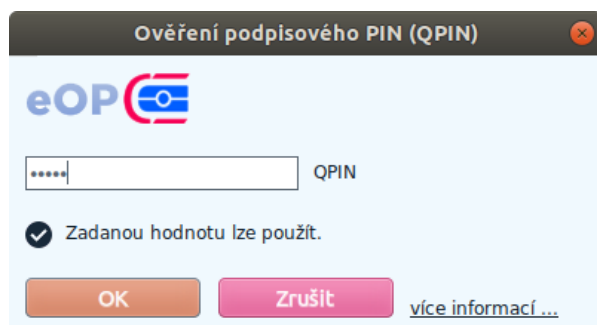 Ověření podpisového PIN (QPIN)
eOP
••••• QPIN
Zadanou hodnotu lze použít.
OK Zrušit více informací ...